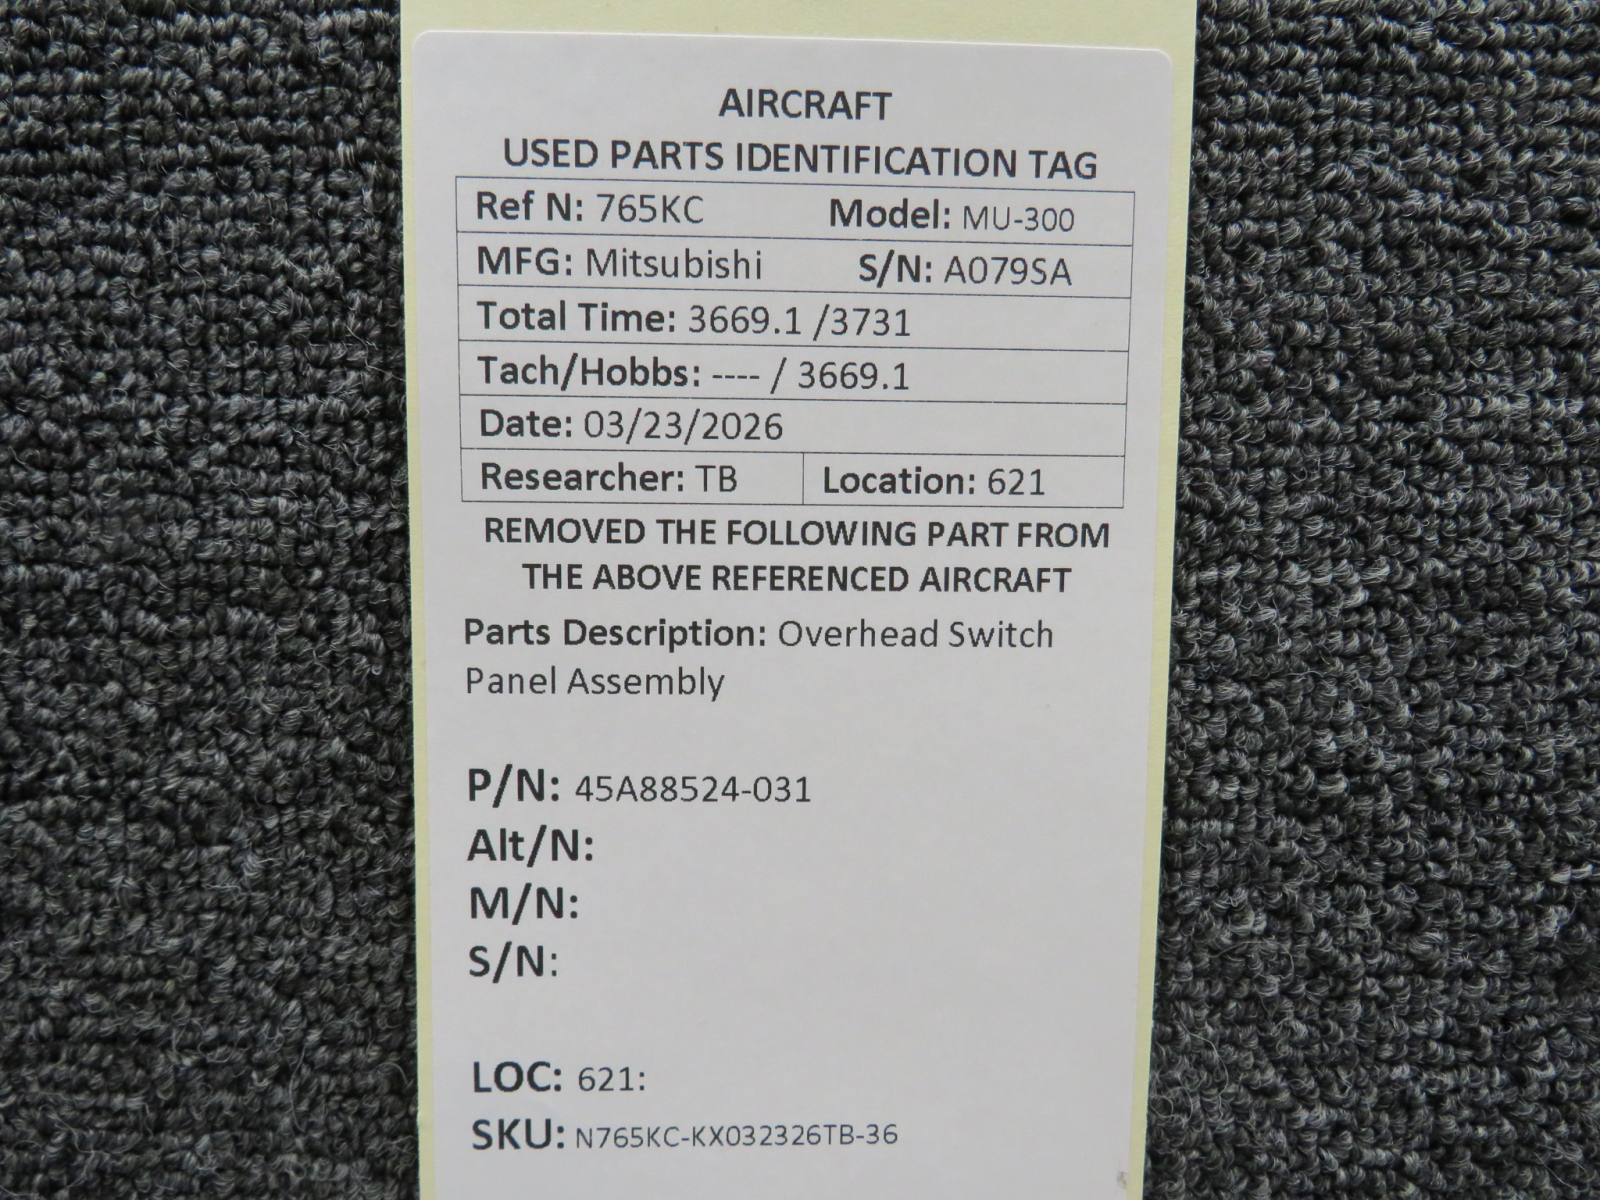 AIRCRAFT
USED PARTS IDENTIFICATION TAG
Ref N: 765KC Model: MU-300
MFG: Mitsubishi S/N: A079SA
Total Time: 3669.1 /3731
Tach/Hobbs: ---- / 3669.1
Date: 03/23/2026
Researcher: TB Location: 621
REMOVED THE FOLLOWING PART FROM
THE ABOVE REFERENCED AIRCRAFT
Parts Description: Overhead Switch
Panel Assembly
P/N: 45A88524-031
Alt/N:
M/N:
S/N:
LOC: 621:
SKU: N765KC-KX032326TB-36